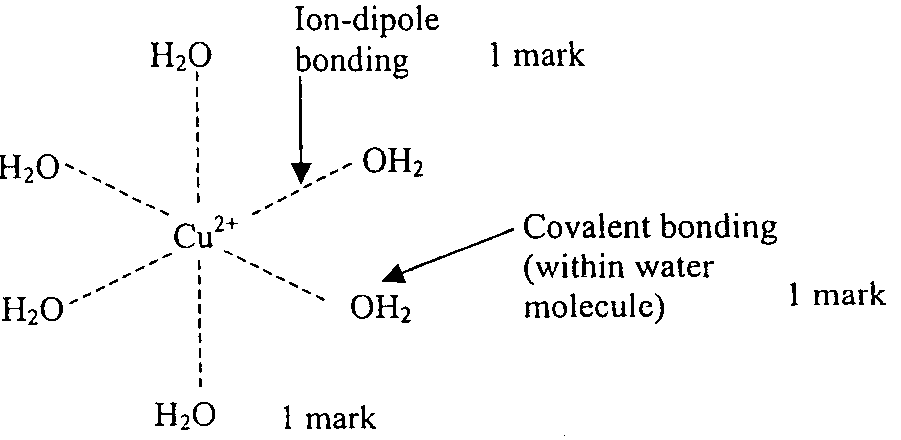 Ion-dipole
bonding
1 mark
H₂O
H₂O
OH₂
Cu²⁺
Covalent bonding
(within water
molecule)
1 mark
H₂O
OH₂
H₂O
1 mark